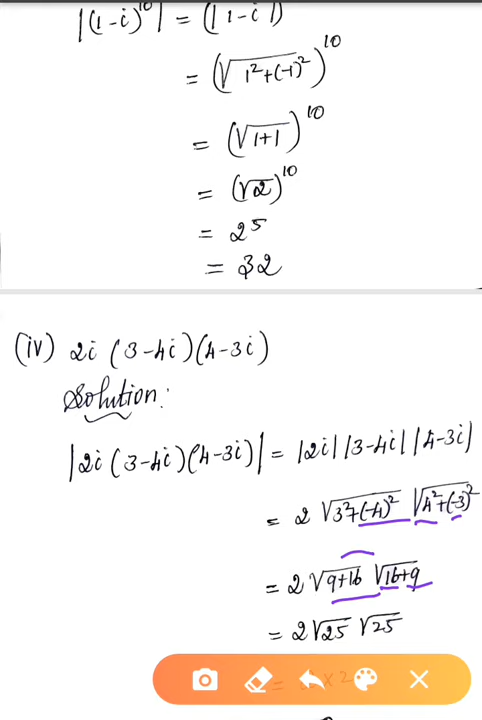 |(1-i)^10| = (|1-i|)
= (√(1²+(-1)²))^10
= (√(1+1))^10
= (√2)^10
= 2^5
= 32
(iv) 2i (3-4i)(4-3i)
Solution:
|2i (3-4i)(4-3i)| = |2i| |3-4i| |4-3i|
= 2 √(3²+(-4)²) √(4²+(-3)²)
= 2 √(9+16) √(16+9)
= 2√25 √25